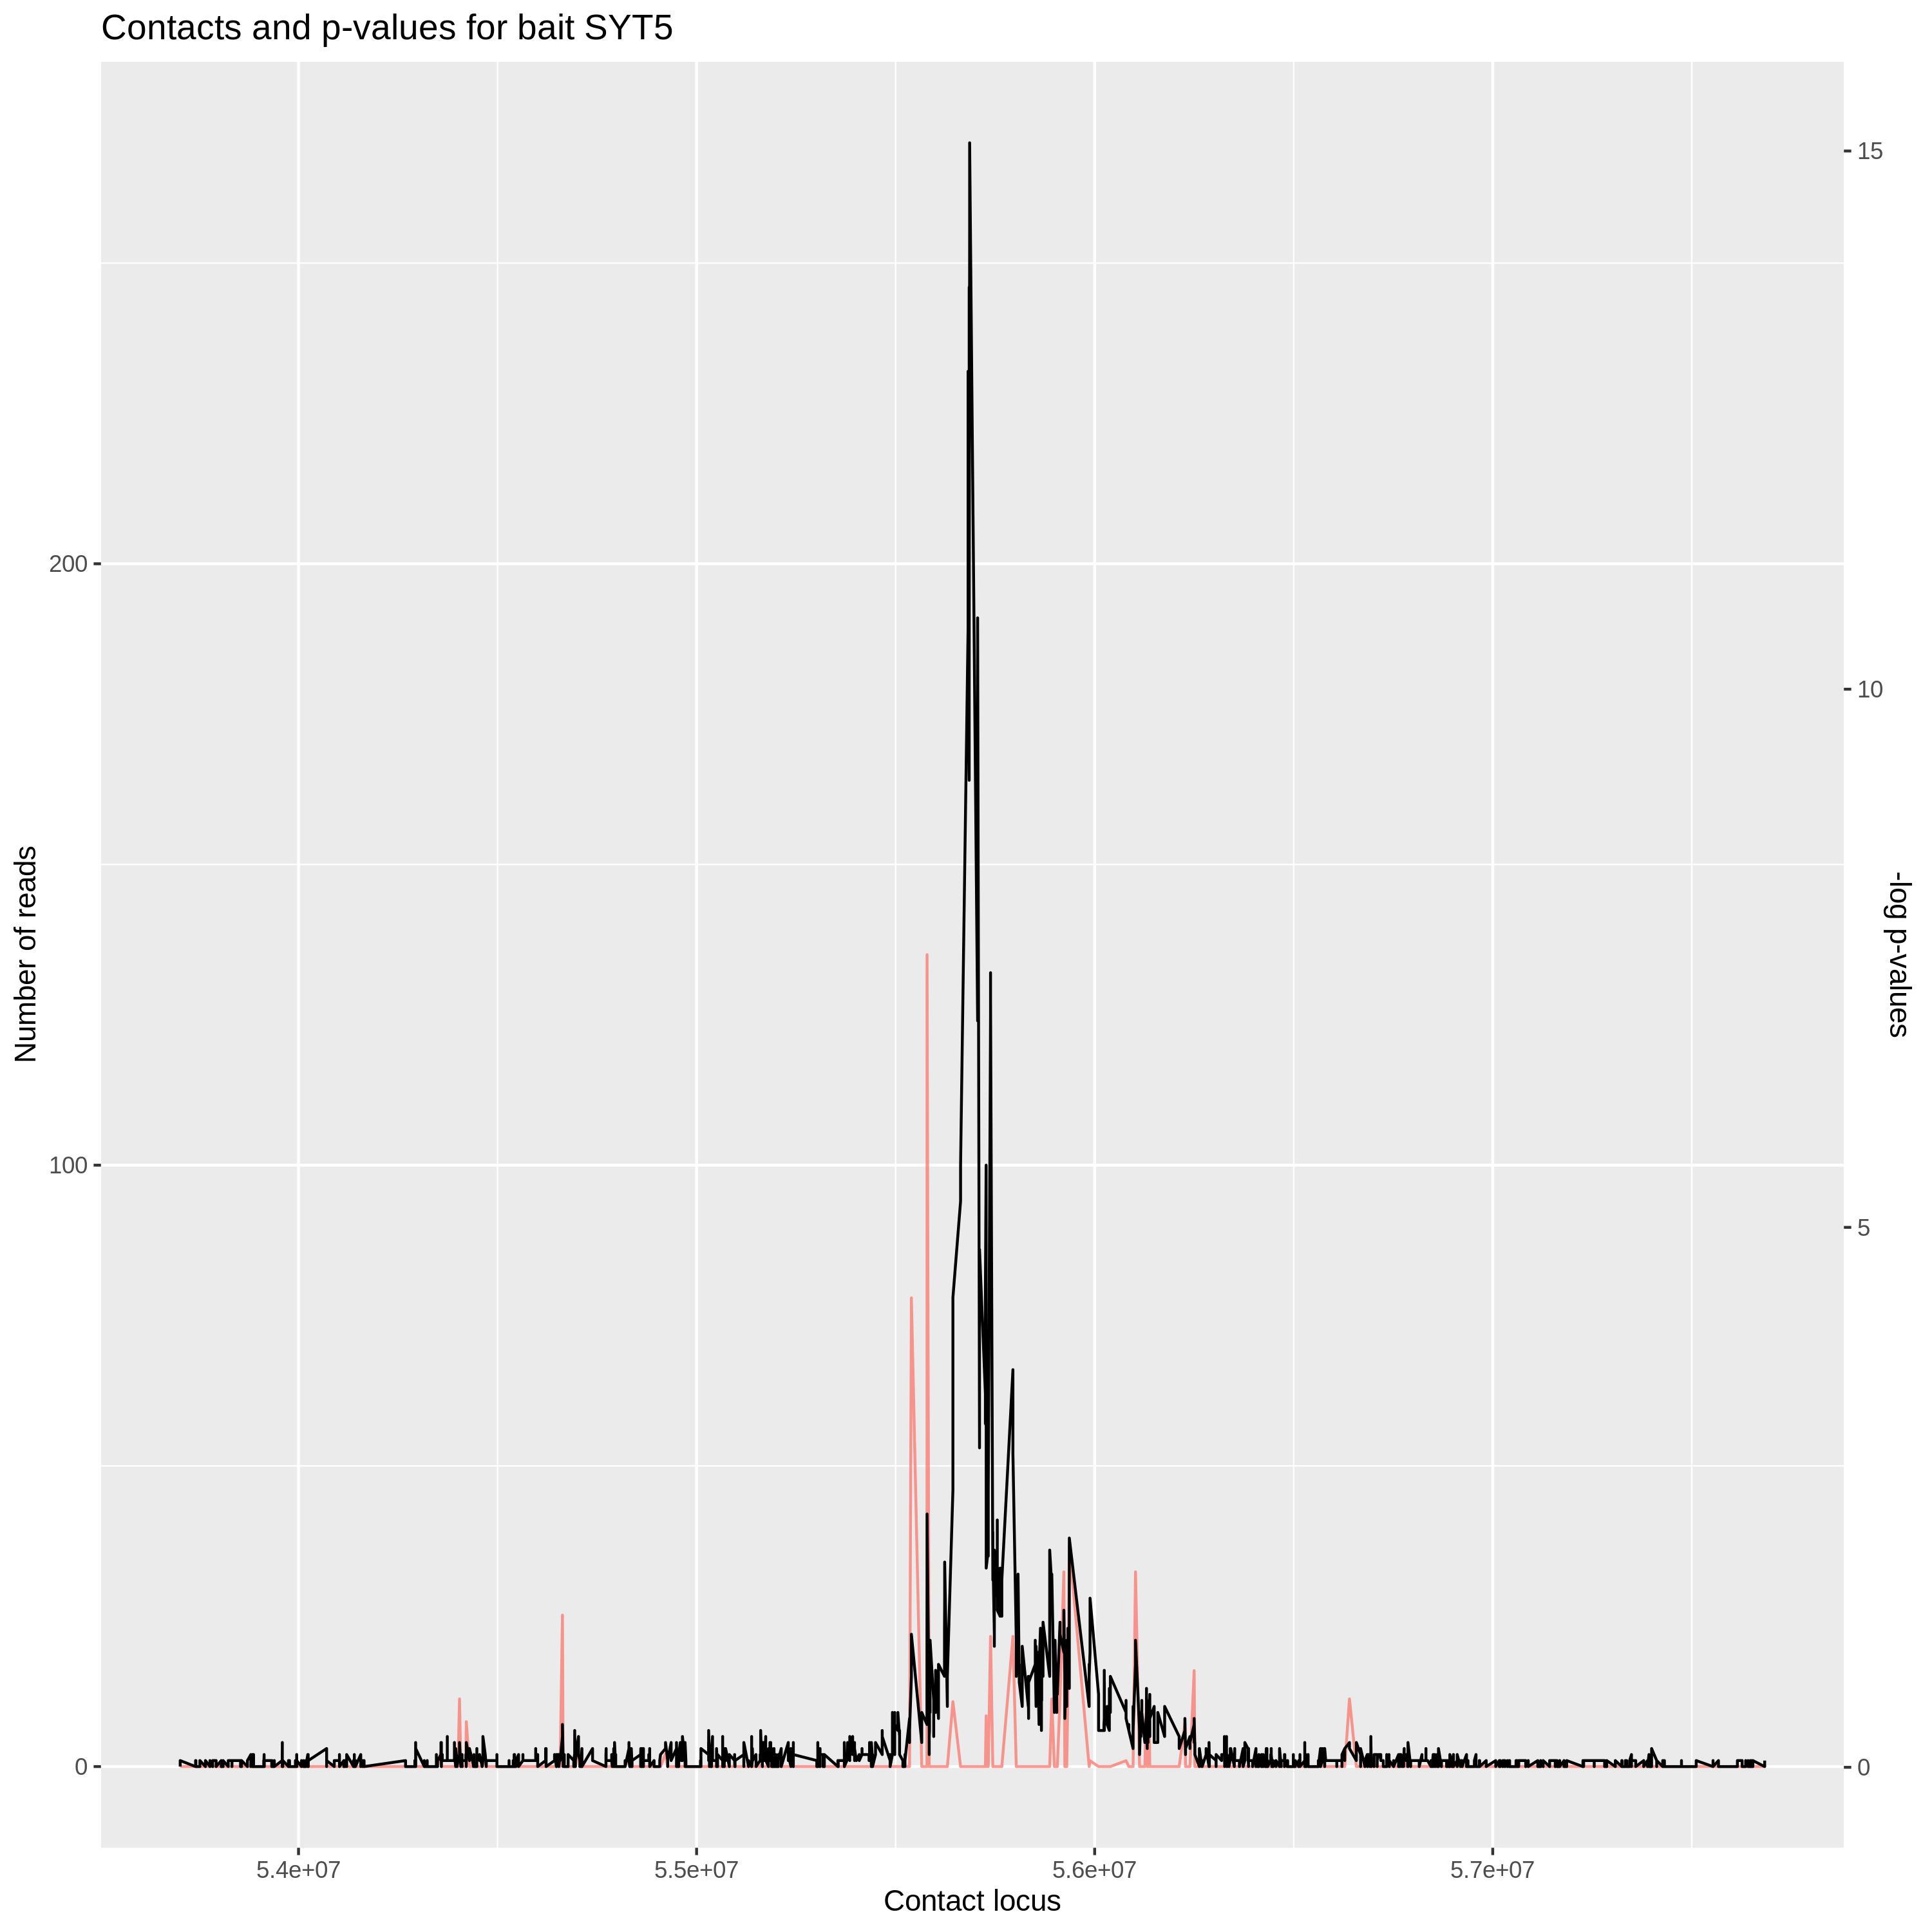 Contacts and p-values for bait SYT5
15
200
10
Number of reads
-log p-values
100
5
0
0
5.4e+07 5.5e+07 5.6e+07 5.7e+07
Contact locus